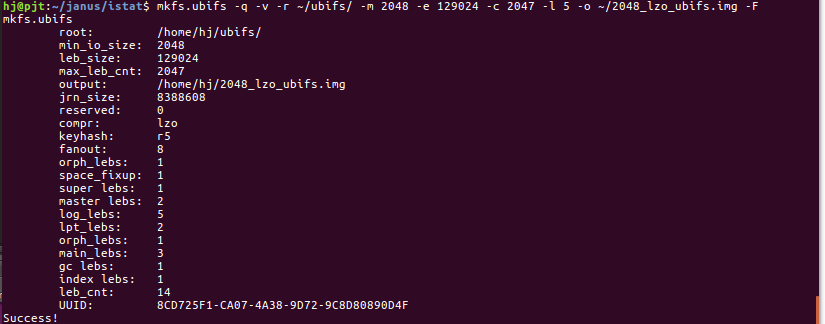 hj@pjt:~/janus/istat$ mkfs.ubifs -q -v -r ~/ubifs/ -m 2048 -e 129024 -c 2047 -l 5 -o ~/2048_lzo_ubifs.img -F
mkfs.ubifs
root: /home/hj/ubifs/
min_io_size: 2048
leb_size: 129024
max_leb_cnt: 2047
output: /home/hj/2048_lzo_ubifs.img
jrn_size: 8388608
reserved: 0
compr: lzo
keyhash: r5
fanout: 8
orph_lebs: 1
space_fixup: 1
super lebs: 1
master lebs: 2
log_lebs: 5
lpt_lebs: 2
orph_lebs: 1
main_lebs: 3
gc lebs: 1
index lebs: 1
leb_cnt: 14
UUID: 8CD725F1-CA07-4A38-9D72-9C8D80890D4F
Success!